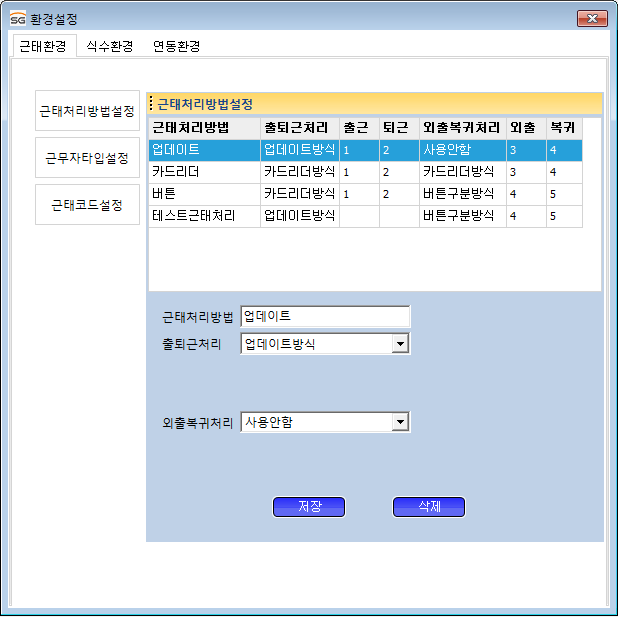 SG 환경설정
근태환경 식수환경 연동환경
근태처리방법설정
근무자타입설정
근태코드설정
근태처리방법설정
근태처리방법 출퇴근처리 출근 퇴근 외출복귀처리 외출 복귀
업데이트 업데이트방식 1 2 사용안함 3 4
카드리더 카드리더방식 1 2 카드리더방식 3 4
버튼 카드리더방식 1 2 버튼구분방식 4 5
테스트근태처리 업데이트방식 버튼구분방식 4 5
근태처리방법 업데이트
출퇴근처리 업데이트방식
외출복귀처리 사용안함
저장 삭제